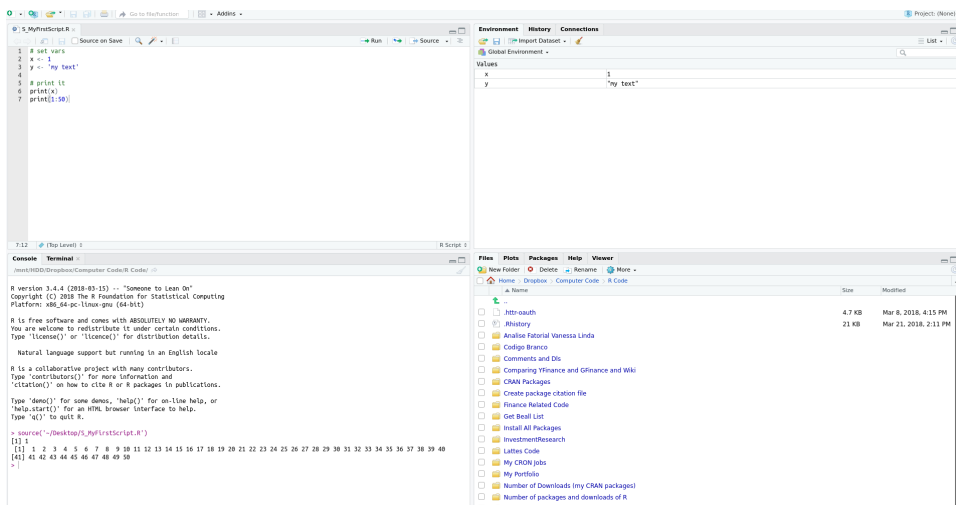 Go to file/function
Addins
Project: (None)
S_MyFirstScript.R
Source on Save
Run
Source
1 # set vars
2 x <- 1
3 y <- 'my text'
4
5 # print it
6 print(x)
7 print(1:50)
7:12 (Top Level)
R Script
Console Terminal
/mnt/HDD/Dropbox/Computer Code/R Code/
R version 3.4.4 (2018-03-15) -- "Someone to Lean On"
Copyright (C) 2018 The R Foundation for Statistical Computing
Platform: x86_64-pc-linux-gnu (64-bit)
R is free software and comes with ABSOLUTELY NO WARRANTY.
You are welcome to redistribute it under certain conditions.
Type 'license()' or 'licence()' for distribution details.
Natural language support but running in an English locale
R is a collaborative project with many contributors.
Type 'contributors()' for more information and
'citation()' on how to cite R or R packages in publications.
Type 'demo()' for some demos, 'help()' for on-line help, or
'help.start()' for an HTML browser interface to help.
Type 'q()' to quit R.
> source('~/Desktop/S_MyFirstScript.R')
[1] 1
[1] 1 2 3 4 5 6 7 8 9 10 11 12 13 14 15 16 17 18 19 20 21 22 23 24 25 26 27 28 29 30 31 32 33 34 35 36 37 38 39 40
[41] 41 42 43 44 45 46 47 48 49 50
>
Environment History Connections
Import Dataset
List
Global Environment
Values
x 1
y "my text"
Files Plots Packages Help Viewer
New Folder Delete Rename More
Home Dropbox Computer Code R Code
Name Size Modified
..
.httr-oauth 4.7 KB Mar 8, 2018, 4:15 PM
.Rhistory 21 KB Mar 21, 2018, 2:11 PM
Analise Fatorial Vanessa Linda
Codigo Branco
Comments and DIs
Comparing YFinance and GFinance and Wiki
CRAN Packages
Create package citation file
Finance Related Code
Get Beall List
Install All Packages
InvestmentResearch
Lattes Code
My CRON Jobs
My Portfolio
Number of Downloads (my CRAN packages)
Number of packages and downloads of R